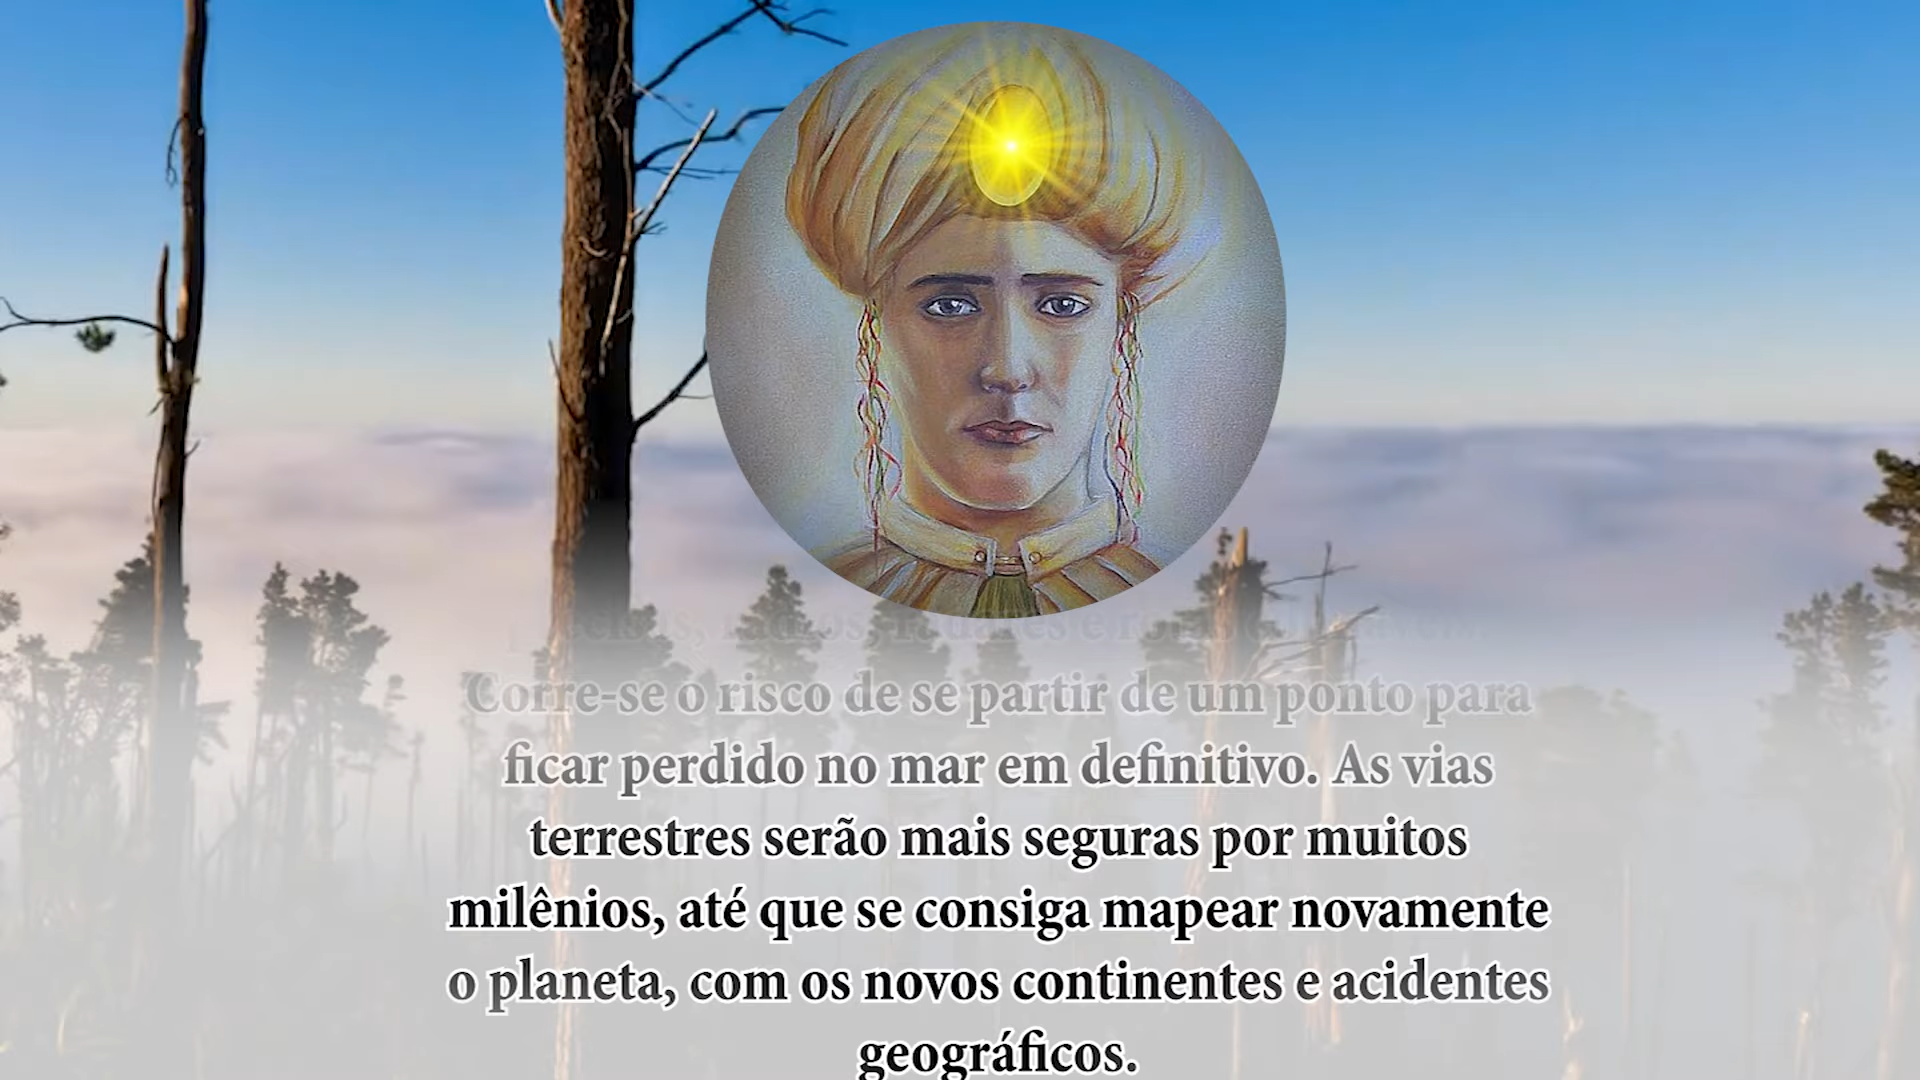 Corre-se o risco de se partir de um ponto para
ficar perdido no mar em definitivo. As vias
terrestres serão mais seguras por muitos
milênios, até que se consiga mapear novamente
o planeta, com os novos continentes e acidentes
geográficos.